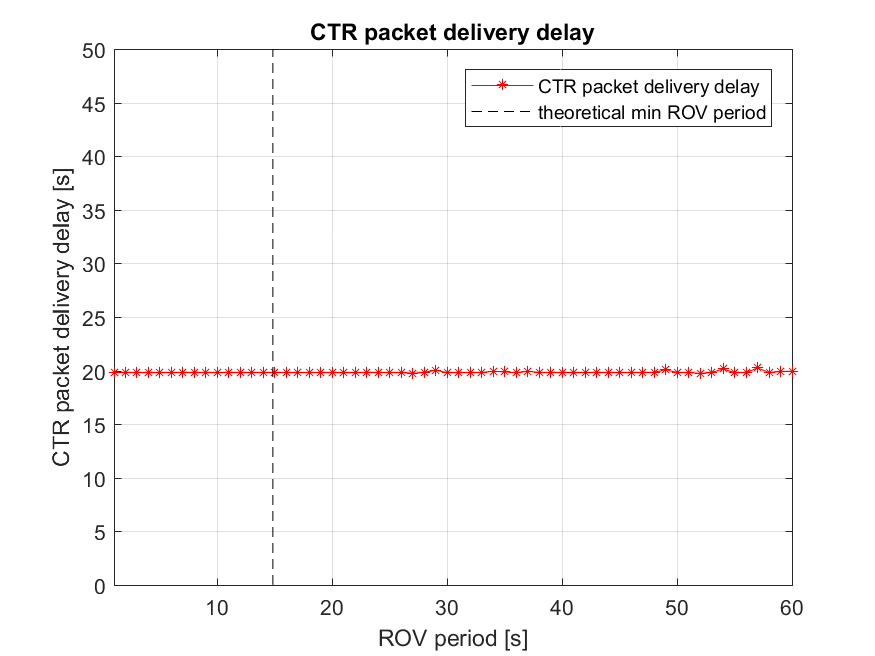 CTR packet delivery delay
50
45
40
35
30
25
20
15
10
5
0
CTR packet delivery delay [s]
CTR packet delivery delay
theoretical min ROV period
10 20 30 40 50 60
ROV period [s]